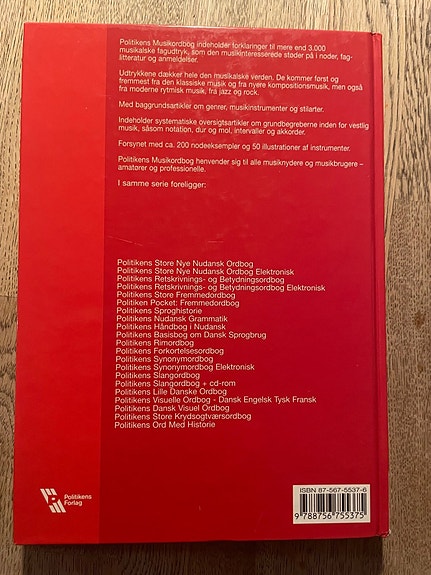 Politikens Musikordbog indeholder forklaringer til mere end 3.000
musikalske fagudtryk, som den musikinteresserede støder på i noder, fag-
litteratur og anmeldelser.
Udtrykkene dækker hele den musikalske verden. De kommer først og
fremmest fra den klassiske musik og fra nyere kompositionsmusik, men også
fra moderne rytmisk musik, fra jazz og rock.
Med baggrundsartikler om genrer, musikinstrumenter og stilarter.
Indeholder systematiske oversigtsartikler om grundbegreberne inden for vestlig
musik, såsom notation, dur og mol, intervaller og akkorder.
Forsynet med ca. 200 nodeeksempler og 50 illustrationer af instrumenter.
Politikens Musikordbog henvender sig til alle musiknydere og musikbrugere –
amatører og professionelle.
I samme serie foreligger:
Politikens Store Nye Nudansk Ordbog
Politikens Store Nye Nudansk Ordbog Elektronisk
Politikens Retskrivnings- og Betydningsordbog
Politikens Retskrivnings- og Betydningsordbog Elektronisk
Politikens Store Fremmedordbog
Politiken Pocket: Fremmedordbog
Politikens Sproghistorie
Politikens Nudansk Grammatik
Politikens Håndbog i Nudansk
Politikens Basisbog om Dansk Sprogbrug
Politikens Rimordbog
Politikens Forkortelsesordbog
Politikens Synonymordbog
Politikens Synonymordbog Elektronisk
Politikens Slangordbog
Politikens Slangordbog + cd-rom
Politikens Lille Danske Ordbog
Politikens Visuelle Ordbog - Dansk Engelsk Tysk Fransk
Politikens Dansk Visuel Ordbog
Politikens Store Krydsogtværsordbog
Politikens Ord Med Historie
Politikens
Forlag
ISBN 87-567-5537-6
9 788756 755375